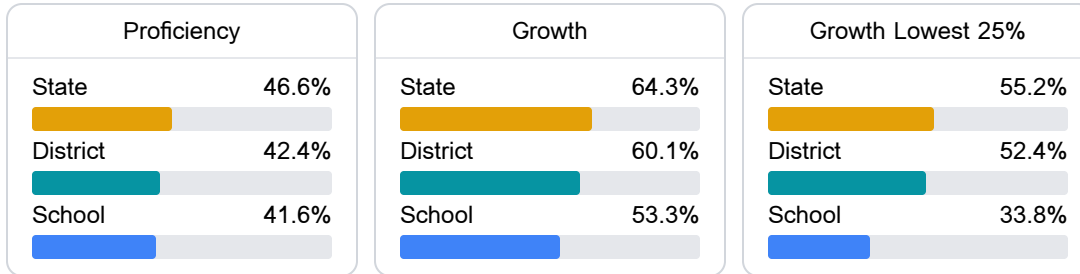 Proficiency
State 46.6%
District 42.4%
School 41.6%
Growth
State 64.3%
District 60.1%
School 53.3%
Growth Lowest 25%
State 55.2%
District 52.4%
School 33.8%